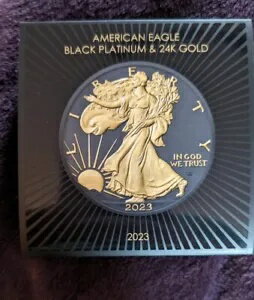 AMERICAN EAGLE
BLACK PLATINUM & 24K GOLD
LIBERTY
IN GOD
WE TRUST
2023
2023